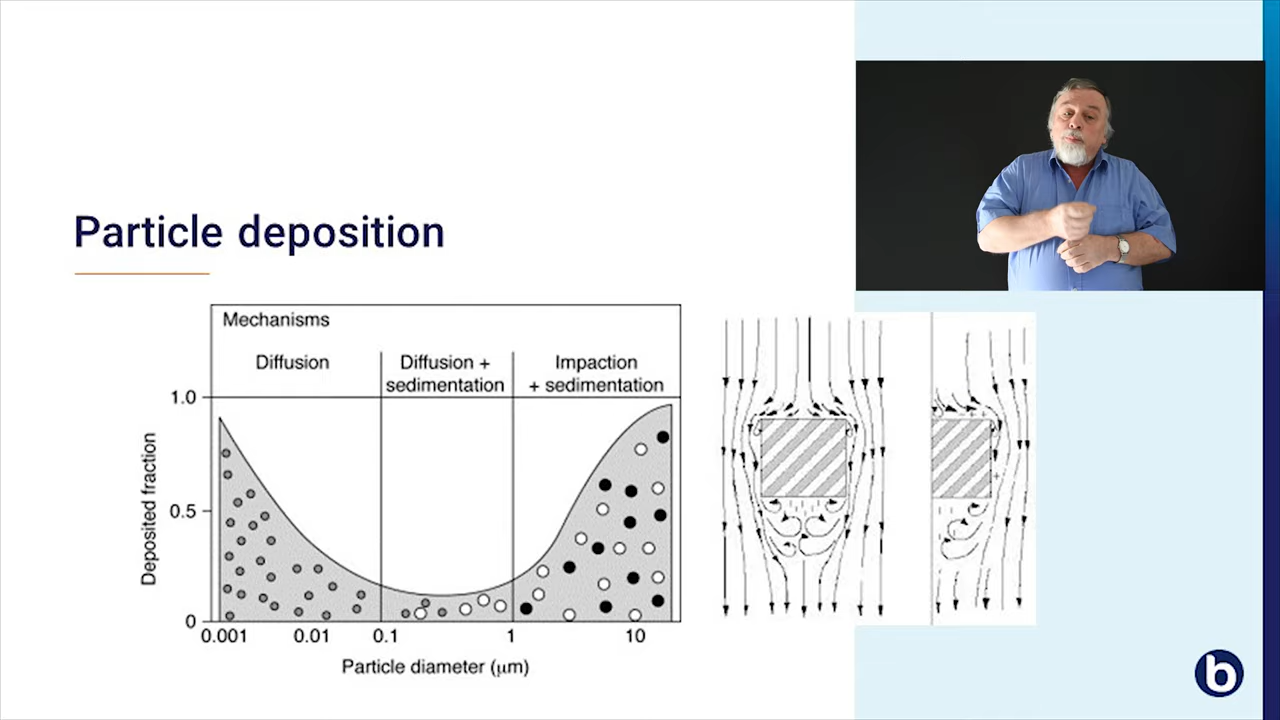 Particle deposition
Mechanisms
Diffusion
Diffusion +
sedimentation
Impaction
+ sedimentation
1.0
0.5
0
Deposited fraction
0.001
0.01
0.1
1
10
Particle diameter (μm)
b